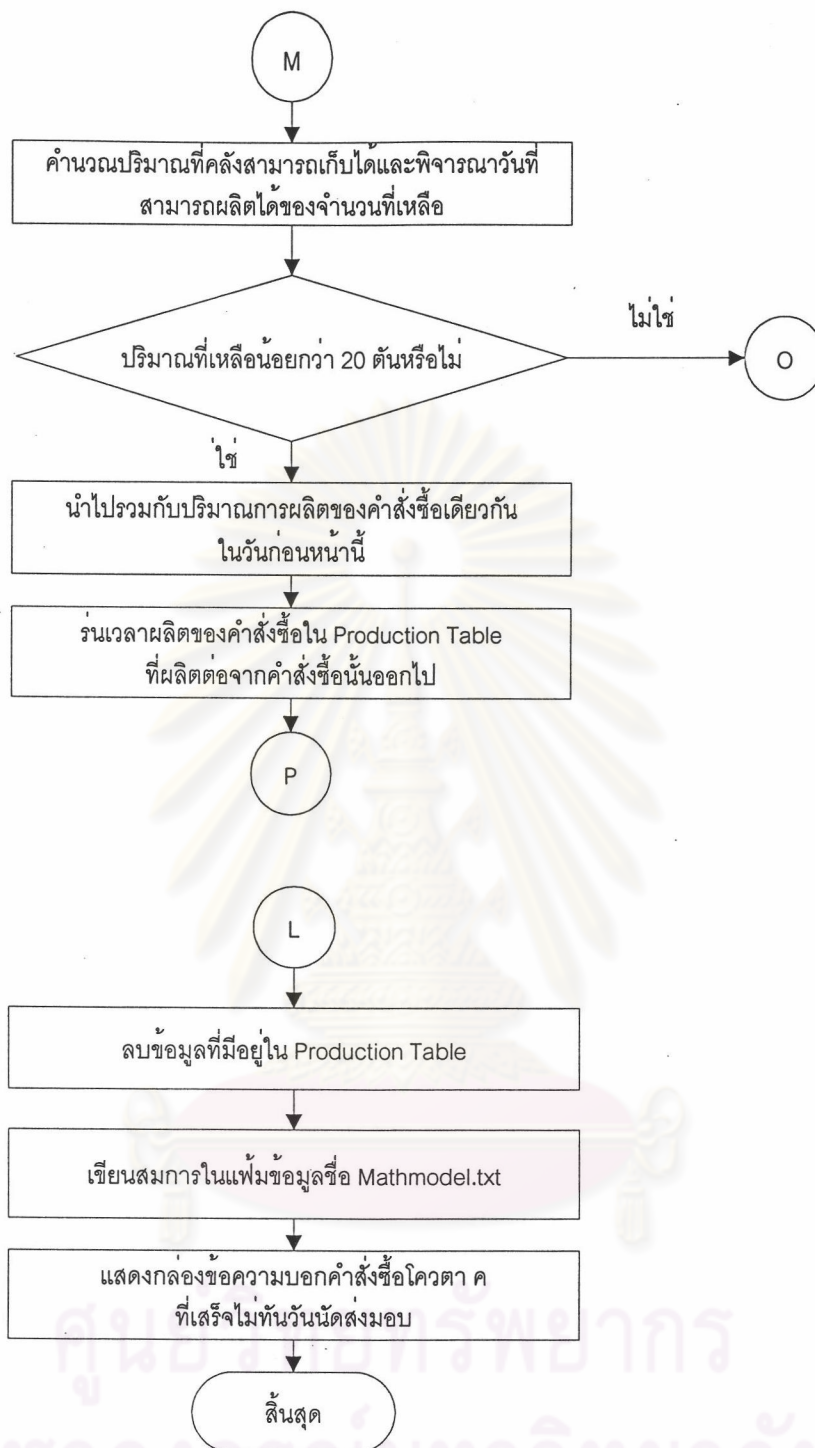 M
คำนวณปริมาณที่คลังสามารถเก็บได้และพิจารณาวันที่
สามารถผลิตได้ของจำนวนที่เหลือ
ปริมาณที่เหลือน้อยกว่า 20 ตันหรือไม่
ไม่ใช่
O
ใช่
นำไปรวมกับปริมาณการผลิตของคำสั่งซื้อเดียวกัน
ในวันก่อนหน้านี้
ร่นเวลาผลิตของคำสั่งซื้อใน Production Table
ที่ผลิตต่อจากคำสั่งซื้อนั้นออกไป
P
L
ลบข้อมูลที่มีอยู่ใน Production Table
เขียนสมการในแฟ้มข้อมูลชื่อ Mathmodel.txt
แสดงกล่องข้อความบอกคำสั่งซื้อโควตา ค
ที่เสร็จไม่ทันวันนัดส่งมอบ
สิ้นสุด
ศูนย์วิทยทรัพยากร